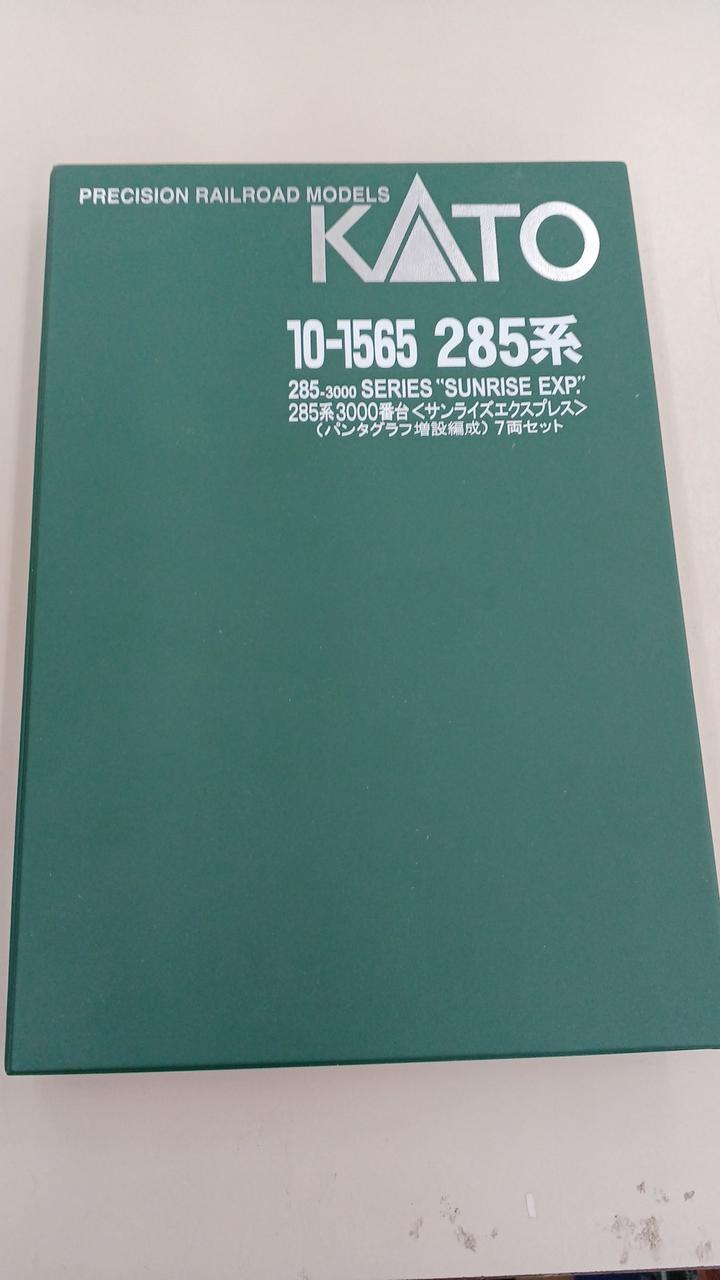 PRECISION RAILROAD MODELS
KATO
10-1565 285系
285-3000 SERIES "SUNRISE EXP."
285系3000番台<サンライズエクスプレス>
(パンタグラフ増設編成) 7両セット